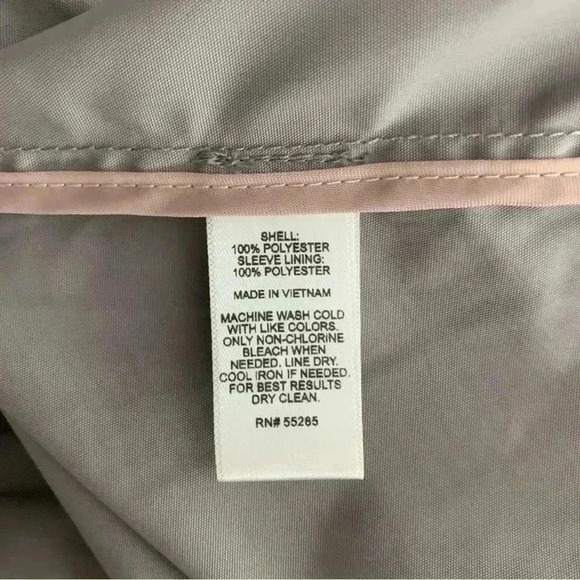 SHELL:
100% POLYESTER
SLEEVE LINING:
100% POLYESTER
MADE IN VIETNAM
MACHINE WASH COLD
WITH LIKE COLORS.
ONLY NON-CHLORINE
BLEACH WHEN
NEEDED. LINE DRY.
COOL IRON IF NEEDED.
FOR BEST RESULTS
DRY CLEAN.
RN# 55285